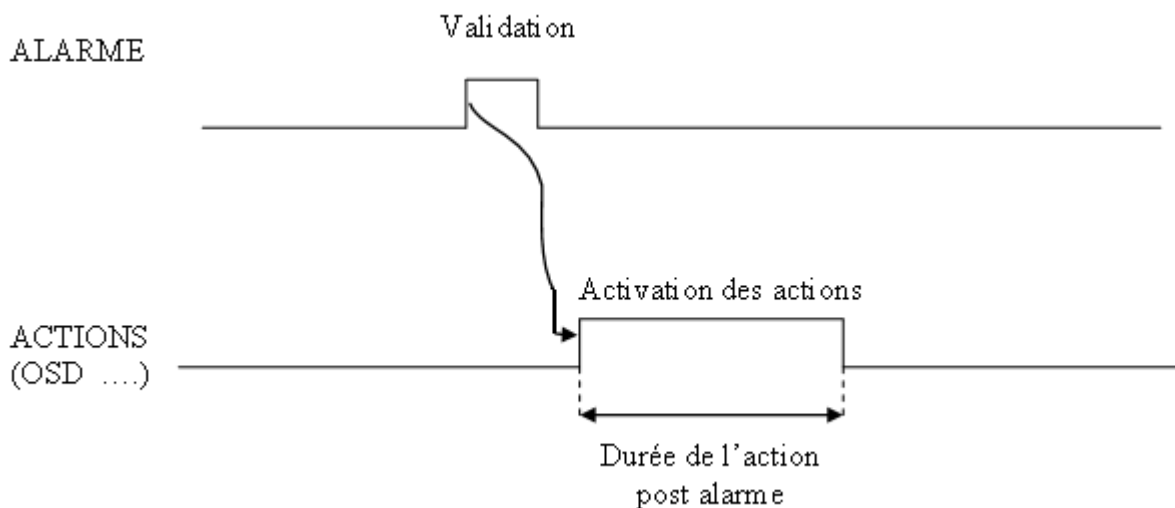 Validation
ALARME
Activation des actions
ACTIONS
(OSD ....)
Durée de l'action
post alarme